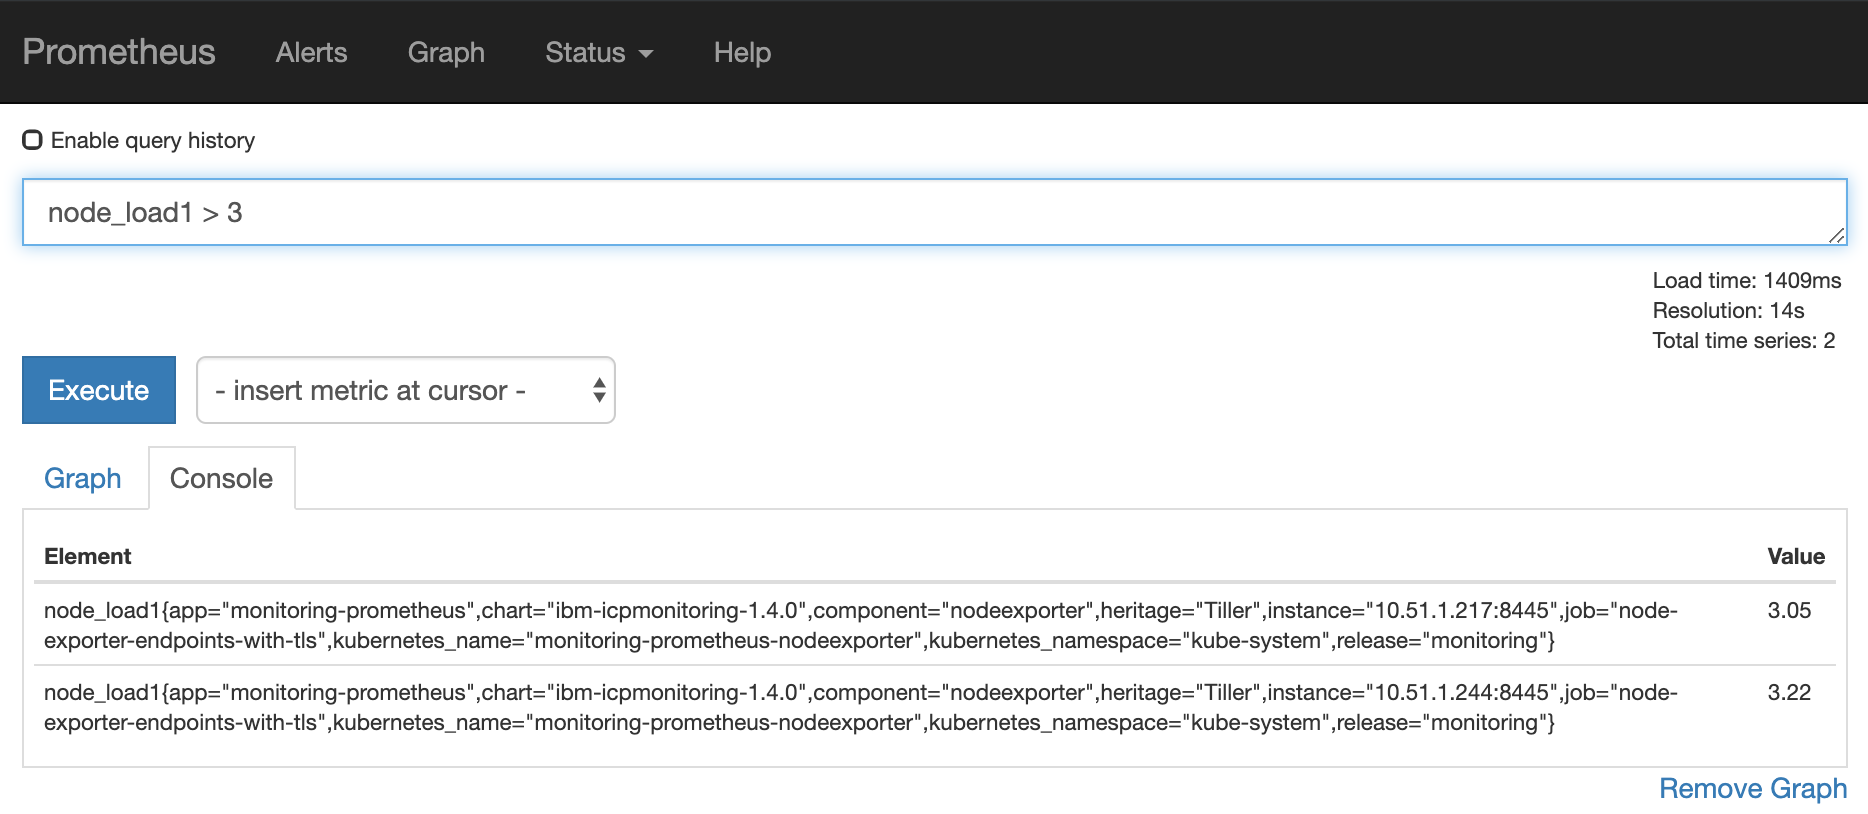 Prometheus Alerts Graph Status Help
Enable query history
node_load1 > 3
Load time: 1409ms
Resolution: 14s
Total time series: 2
Execute - insert metric at cursor -
Graph Console
Element Value
node_load1{app="monitoring-prometheus",chart="ibm-icpmonitoring-1.4.0",component="nodeexporter",heritage="Tiller",instance="10.51.1.217:8445",job="node- 3.05
exporter-endpoints-with-tls",kubernetes_name="monitoring-prometheus-nodeexporter",kubernetes_namespace="kube-system",release="monitoring"}
node_load1{app="monitoring-prometheus",chart="ibm-icpmonitoring-1.4.0",component="nodeexporter",heritage="Tiller",instance="10.51.1.244:8445",job="node- 3.22
exporter-endpoints-with-tls",kubernetes_name="monitoring-prometheus-nodeexporter",kubernetes_namespace="kube-system",release="monitoring"}
Remove Graph